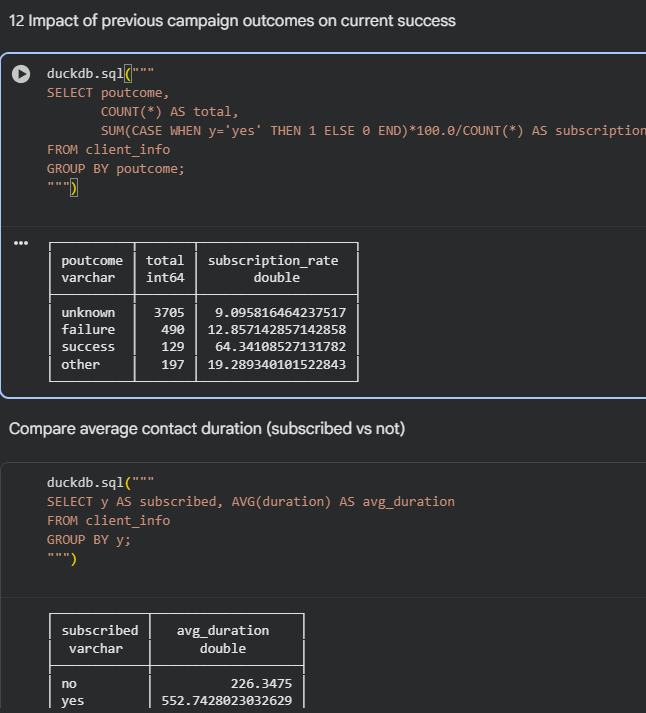 12 Impact of previous campaign outcomes on current success
duckdb.sql("""
SELECT poutcome,
COUNT(*) AS total,
SUM(CASE WHEN y='yes' THEN 1 ELSE 0 END)*100.0/COUNT(*) AS subscription
FROM client_info
GROUP BY poutcome;
""")
poutcome total subscription_rate
varchar int64 double
unknown 3705 9.095816464237517
failure 490 12.857142857142858
success 129 64.34108527131782
other 197 19.289340101522843
Compare average contact duration (subscribed vs not)
duckdb.sql("""
SELECT y AS subscribed, AVG(duration) AS avg_duration
FROM client_info
GROUP BY y;
""")
subscribed avg_duration
varchar double
no 226.3475
yes 552.7428023032629